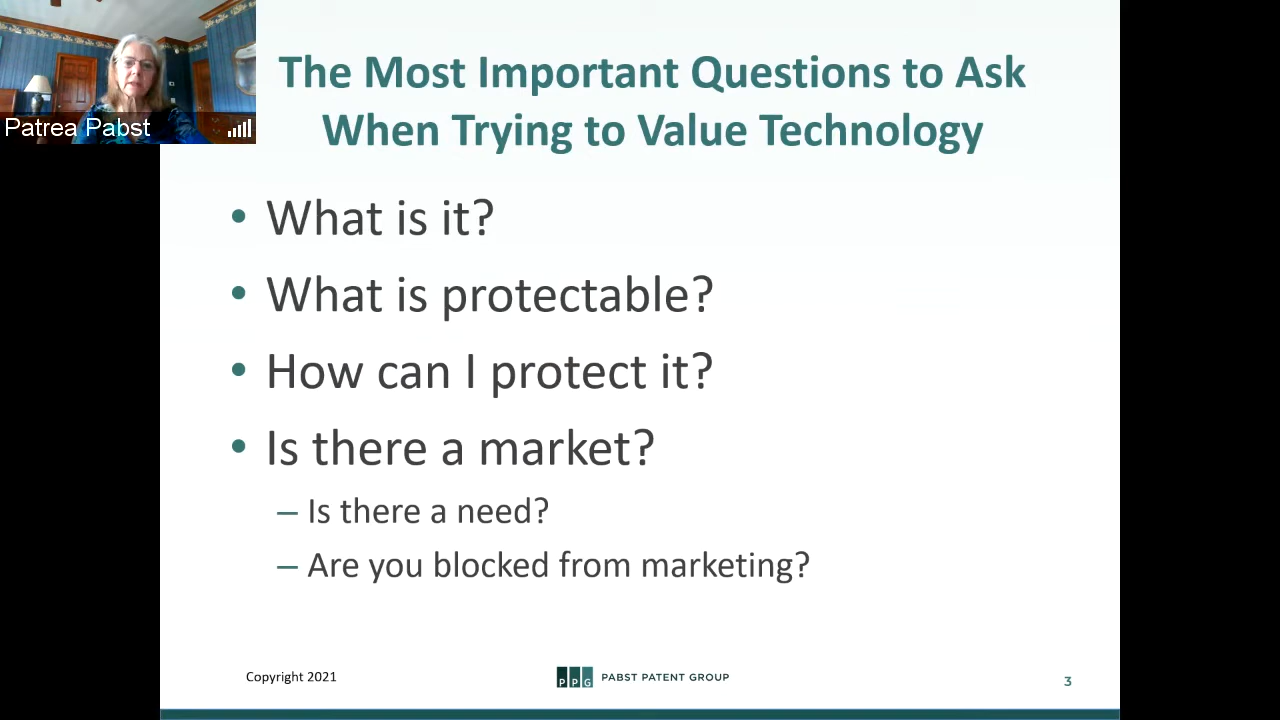 Patrea Pabst
The Most Important Questions to Ask
When Trying to Value Technology
• What is it?
• What is protectable?
• How can I protect it?
• Is there a market?
– Is there a need?
– Are you blocked from marketing?
Copyright 2021
PPG PABST PATENT GROUP
3